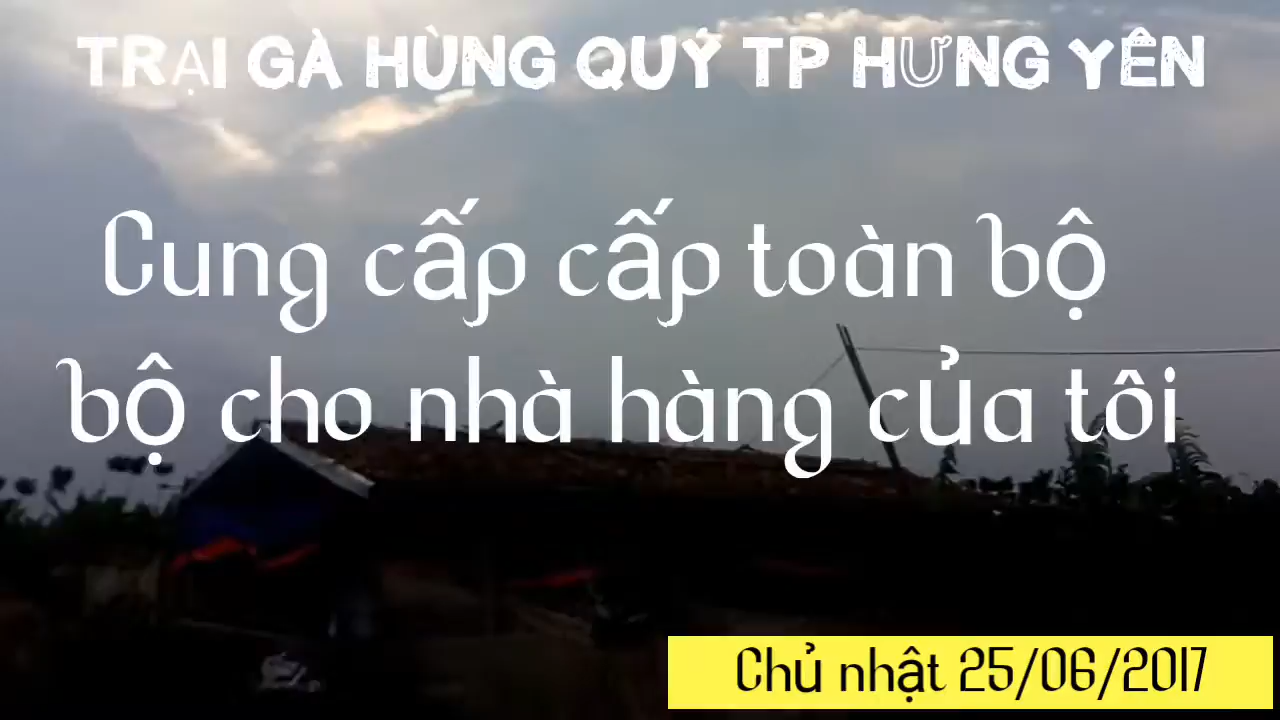 TRẠI GÀ HÙNG QUÝ TP HƯNG YÊN
Cung cấp cấp toàn bộ
bộ cho nhà hàng của tôi
Chủ nhật 25/06/2017